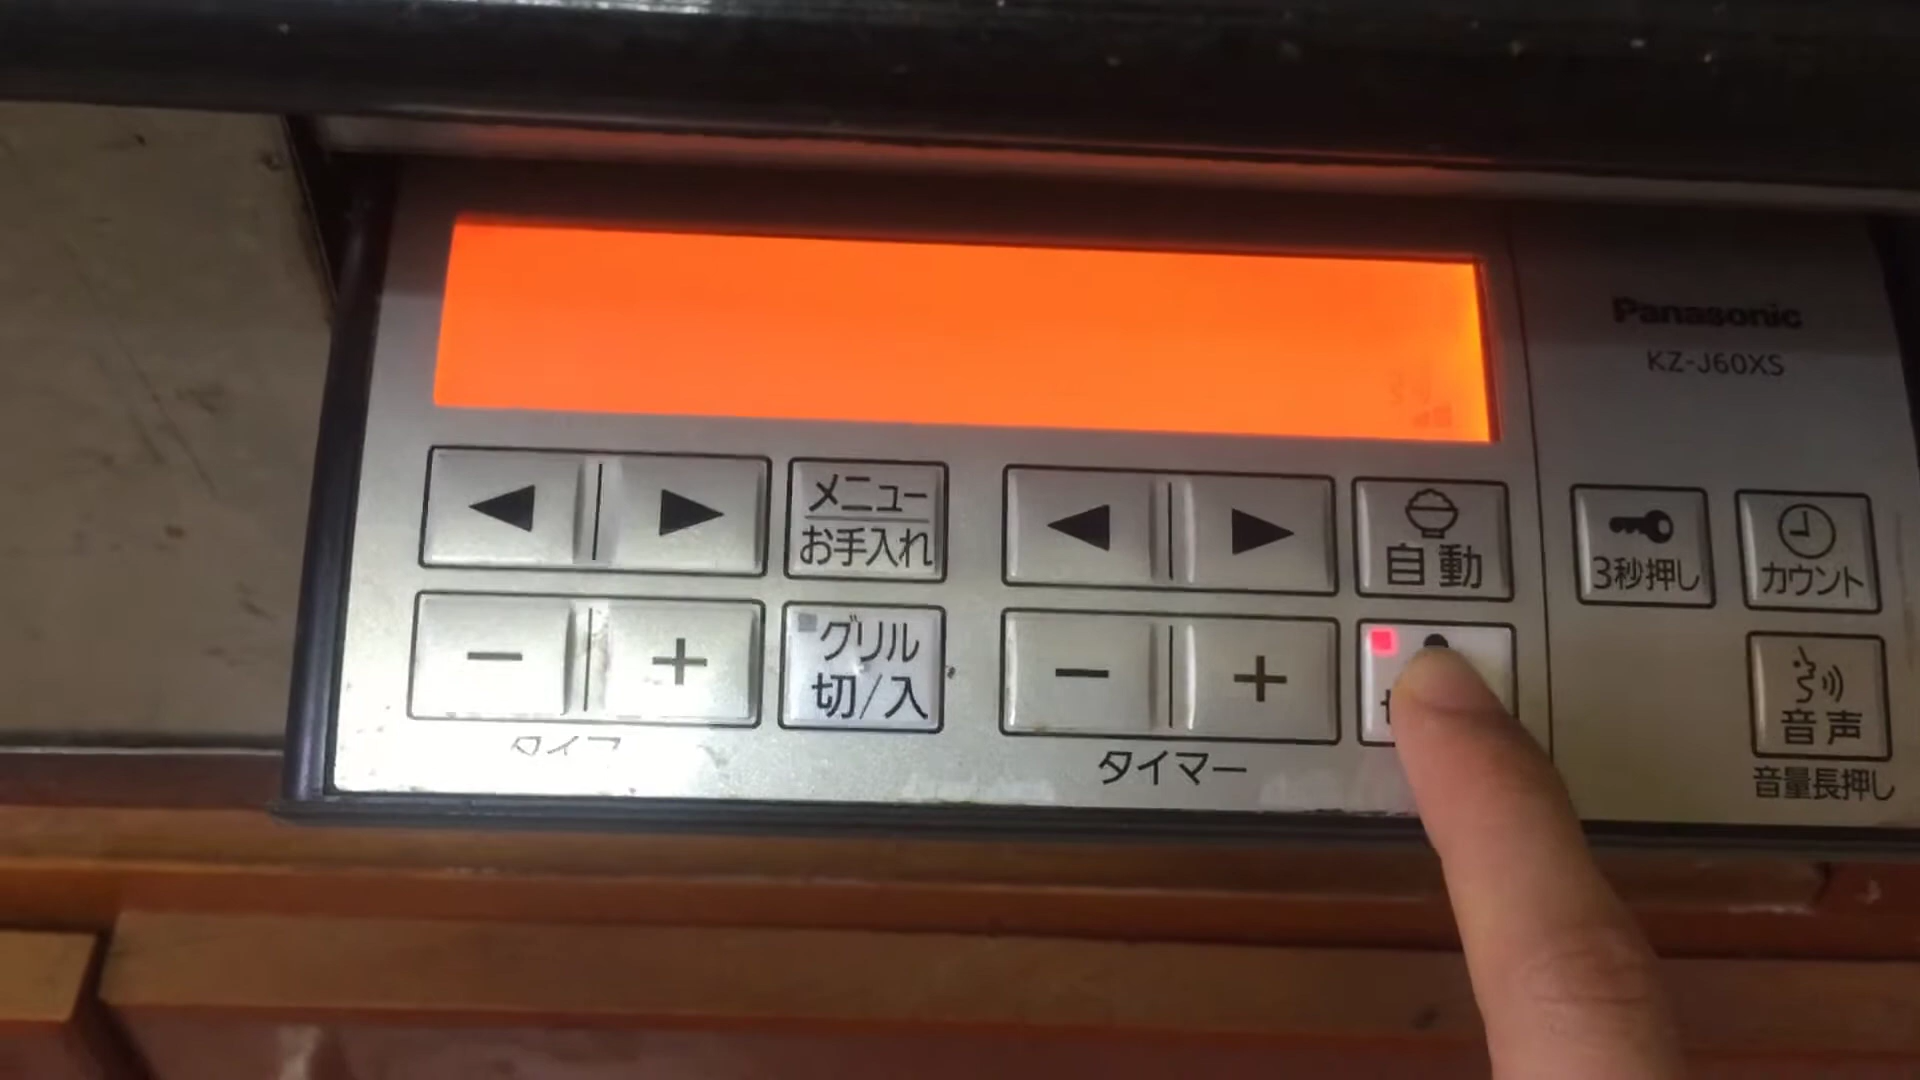 Panasonic
KZ-J60XS
メニュー
お手入れ
自動
3秒押し
カウント
グリル
切/入
音声
タイマー
音量長押し